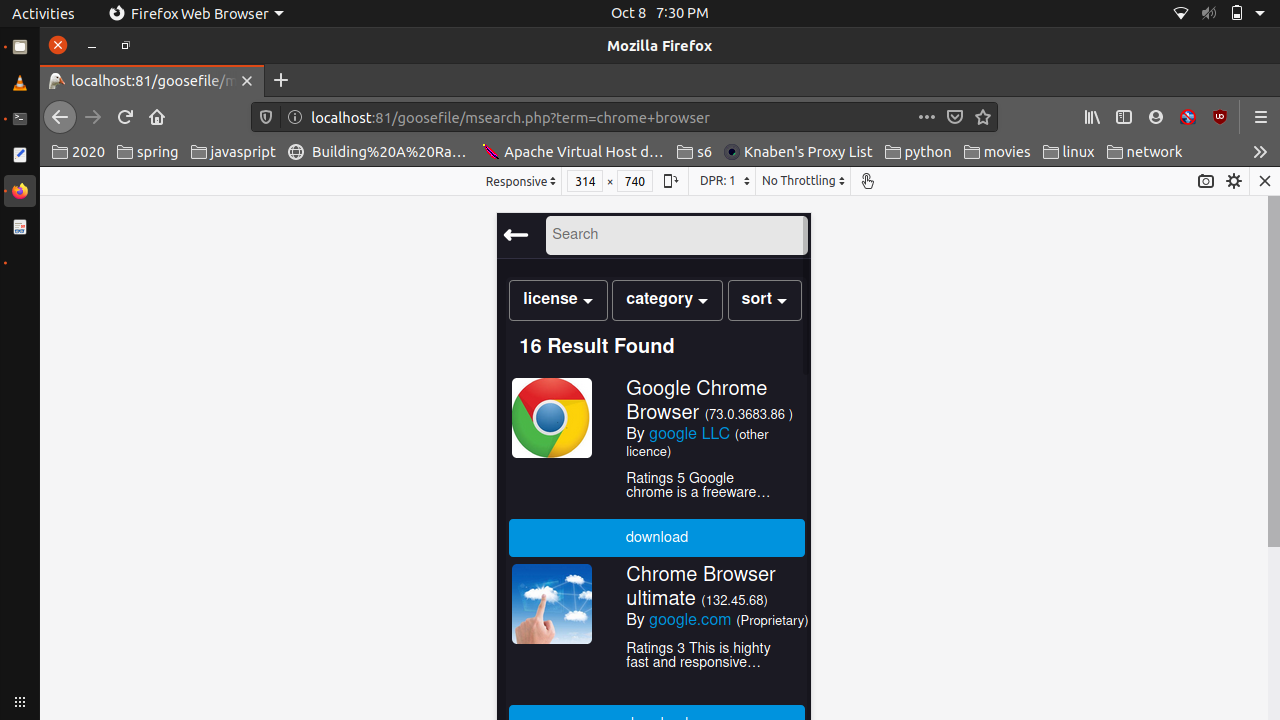 Activities Firefox Web Browser Oct 8 7:30 PM
Mozilla Firefox
localhost:81/goosefile/m
localhost:81/goosefile/msearch.php?term=chrome+browser
2020 spring javascript Building%20A%20Ra… Apache Virtual Host d… s6 Knaben's Proxy List python movies linux network
Responsive 314 × 740 DPR: 1 No Throttling
Search
license category sort
16 Result Found
Google Chrome
Browser (73.0.3683.86 )
By google LLC (other
licence)
Ratings 5 Google
chrome is a freeware…
download
Chrome Browser
ultimate (132.45.68)
By google.com (Proprietary)
Ratings 3 This is highty
fast and responsive…